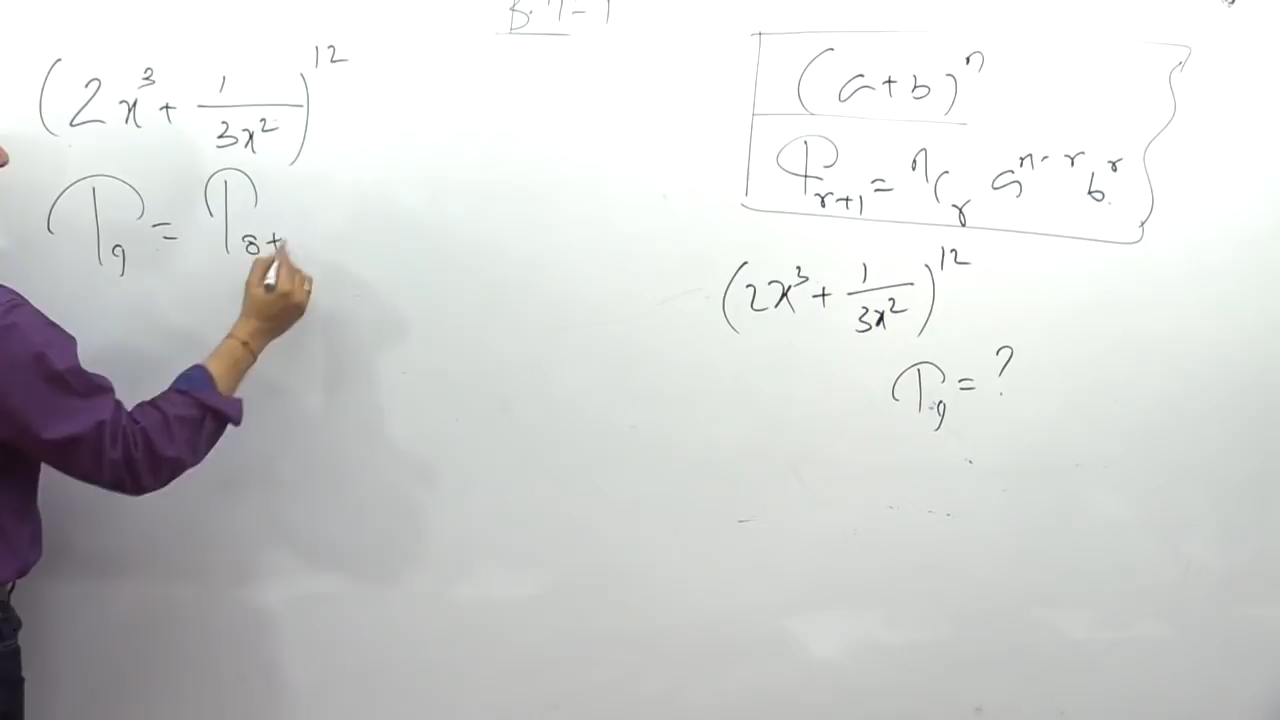 (2x³ + 1/3x²)¹²
T₉ = T₈₊
(a+b)ⁿ
Tᵣ₊₁ = ⁿCᵣ aⁿ⁻ʳ bʳ
(2x³ + 1/3x²)¹²
T₉ = ?